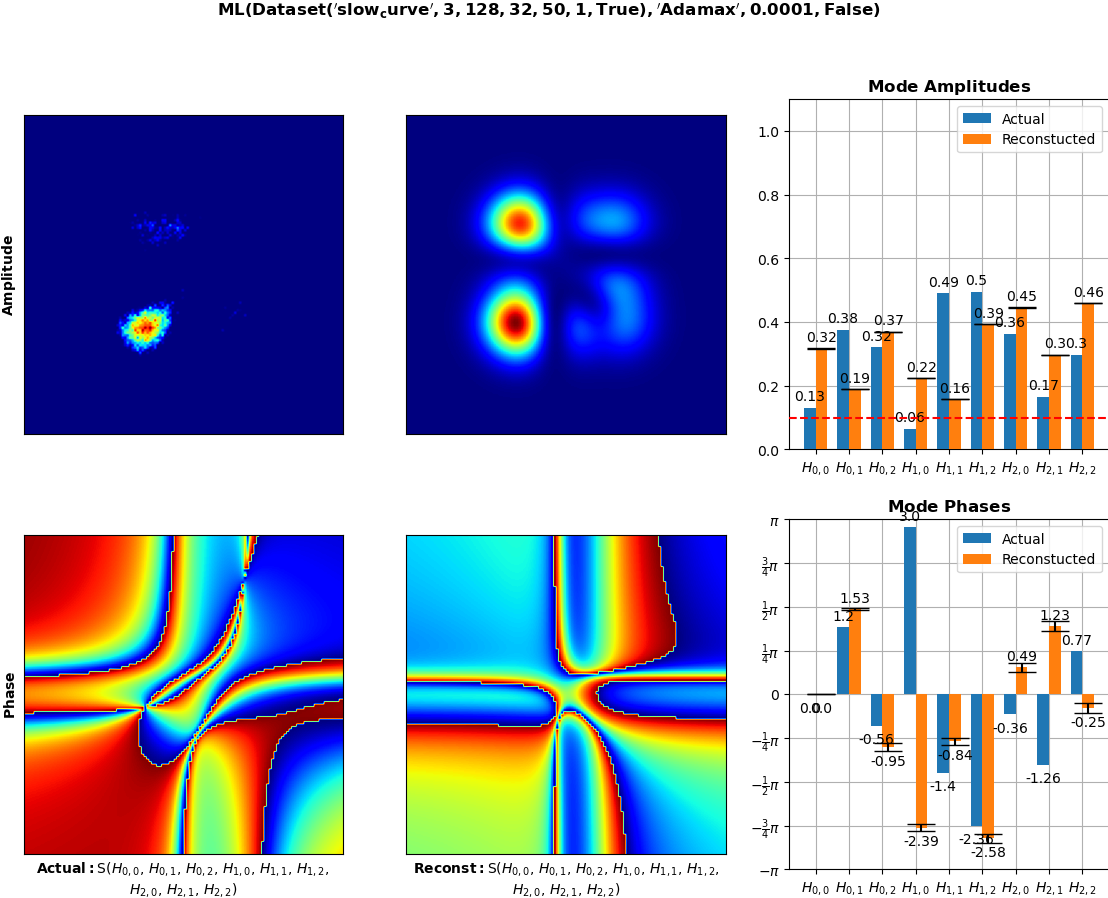 ML(Dataset('slow_curve', 3, 128, 32, 50, 1, True), 'Adamax', 0.0001, False)
Amplitude
Mode Amplitudes
Actual
Reconstucted
1.0
0.8
0.6
0.4
0.2
0.0
0.13
0.32
0.38
0.19
0.32
0.37
0.06
0.22
0.49
0.16
0.5
0.39
0.36
0.45
0.17
0.3
0.3
0.46
H0,0 H0,1 H0,2 H1,0 H1,1 H1,2 H2,0 H2,1 H2,2
Phase
Mode Phases
Actual
Reconstucted
π
3/4π
1/2π
1/4π
0
−1/4π
−1/2π
−3/4π
−π
0.0
0.0
1.2
1.53
-0.56
-0.95
3.0
-2.39
-1.4
-0.84
-2.36
-2.58
-0.36
0.49
-1.26
1.23
0.77
-0.25
H0,0 H0,1 H0,2 H1,0 H1,1 H1,2 H2,0 H2,1 H2,2
Actual: S(H0,0, H0,1, H0,2, H1,0, H1,1, H1,2,
H2,0, H2,1, H2,2)
Reconst: S(H0,0, H0,1, H0,2, H1,0, H1,1, H1,2,
H2,0, H2,1, H2,2)